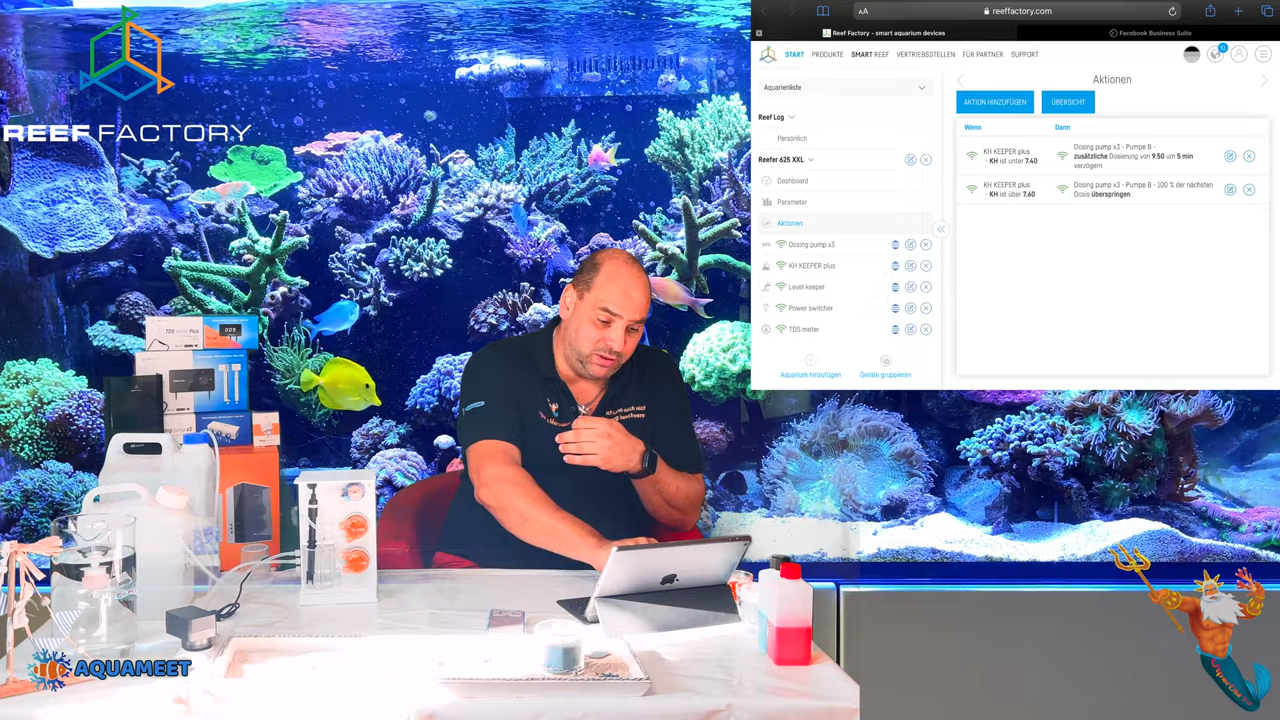 REEF FACTORY
reeffactory.com
AA
Reef Factory - smart aquarium devices
Facebook Business Suite
START PRODUKTE SMART REEF VERTRIEBSSTELLEN FÜR PARTNER SUPPORT
Aquarienliste
Reef Log
Persönlich
Reefer 625 XXL
Dashboard
Parameter
Aktionen
Dosing pump x3
KH KEEPER plus
Level keeper
Power switcher
TDS meter
Aquarium hinzufügen
Geräte gruppieren
Aktionen
AKTION HINZUFÜGEN
ÜBERSICHT
Wenn Dann
KH KEEPER plus
- KH ist unter 7.40
Dosing pump x3 - Pumpe B -
zusätzliche Dosierung von 9.50 um 5 min
verzögern
KH KEEPER plus
- KH ist über 7.60
Dosing pump x3 - Pumpe B - 100 % der nächsten
Dosis überspringen
AQUAMEET